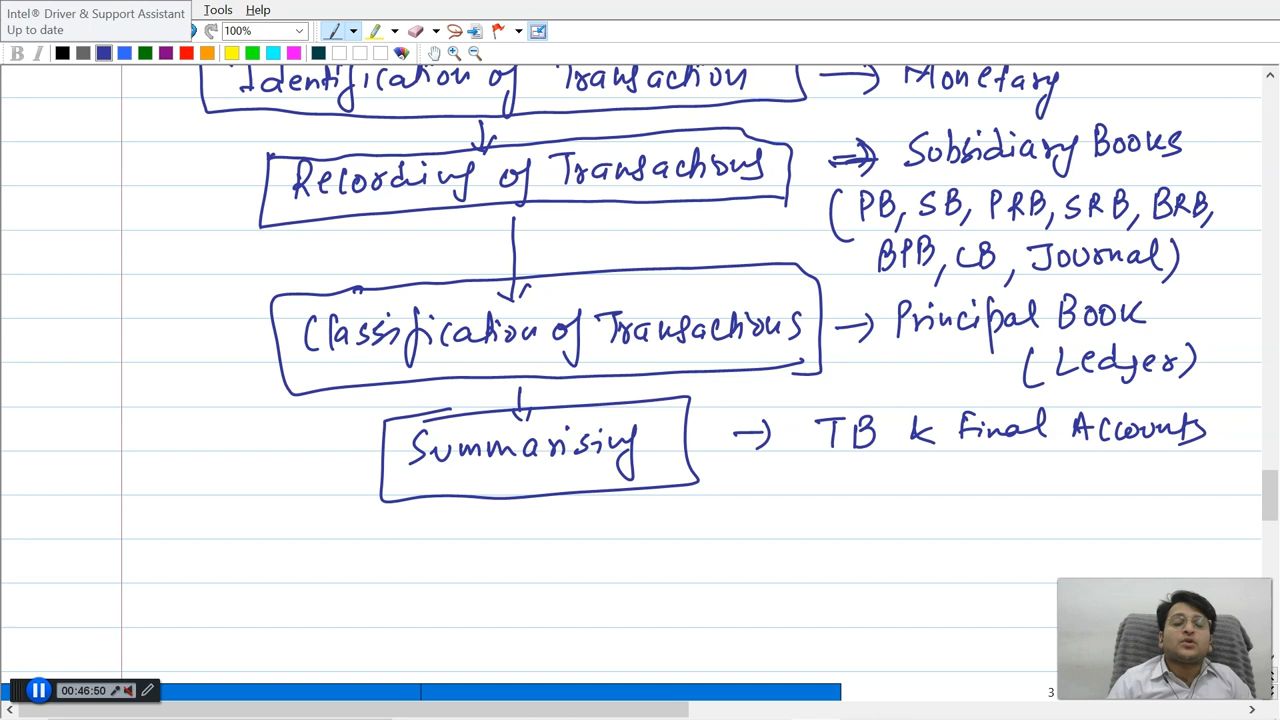 Intel® Driver & Support Assistant
Up to date
Tools Help
100%
B I
Identification of Transaction → Monetary
Recording of Transactions ⇒ Subsidiary Books
(PB, SB, PRB, SRB, BRB,
BPB, CB, Journal)
Classification of Transactions → Principal Book
(Ledger)
Summarising → TB & Final Accounts
00:46:50
3